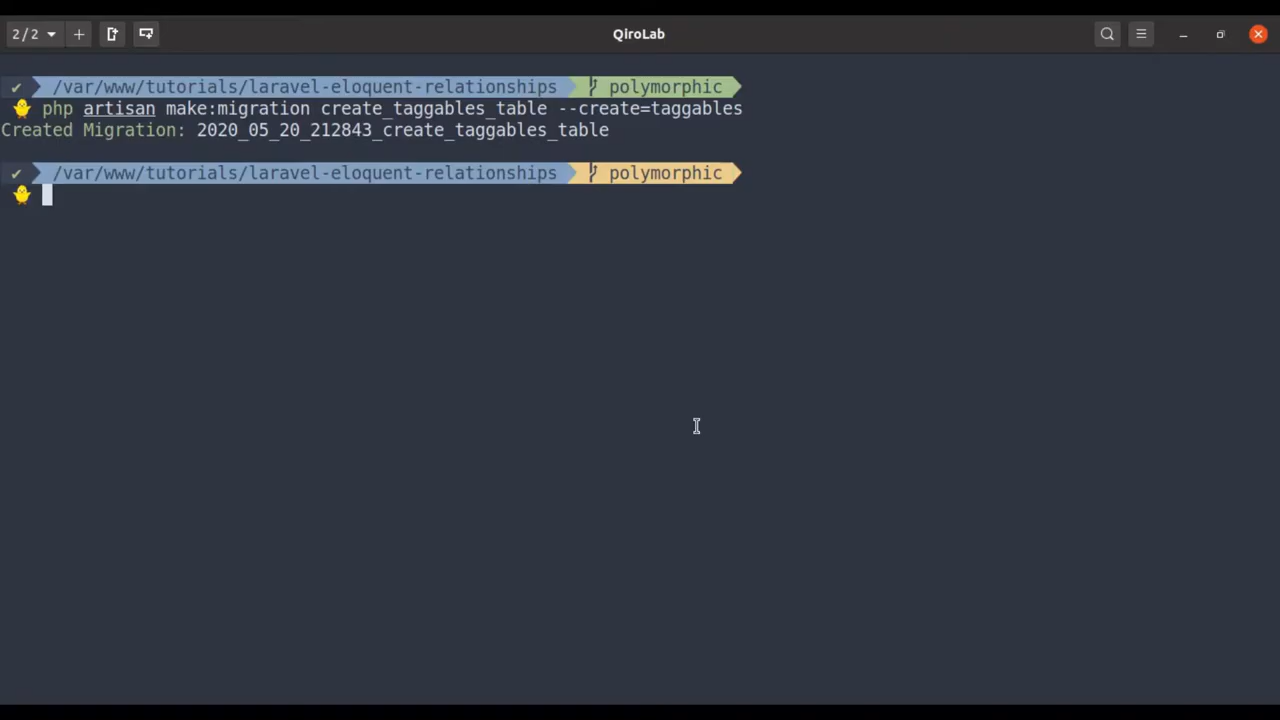 2/2
QiroLab
/var/www/tutorials/laravel-eloquent-relationships polymorphic
php artisan make:migration create_taggables_table --create=taggables
Created Migration: 2020_05_20_212843_create_taggables_table
/var/www/tutorials/laravel-eloquent-relationships polymorphic